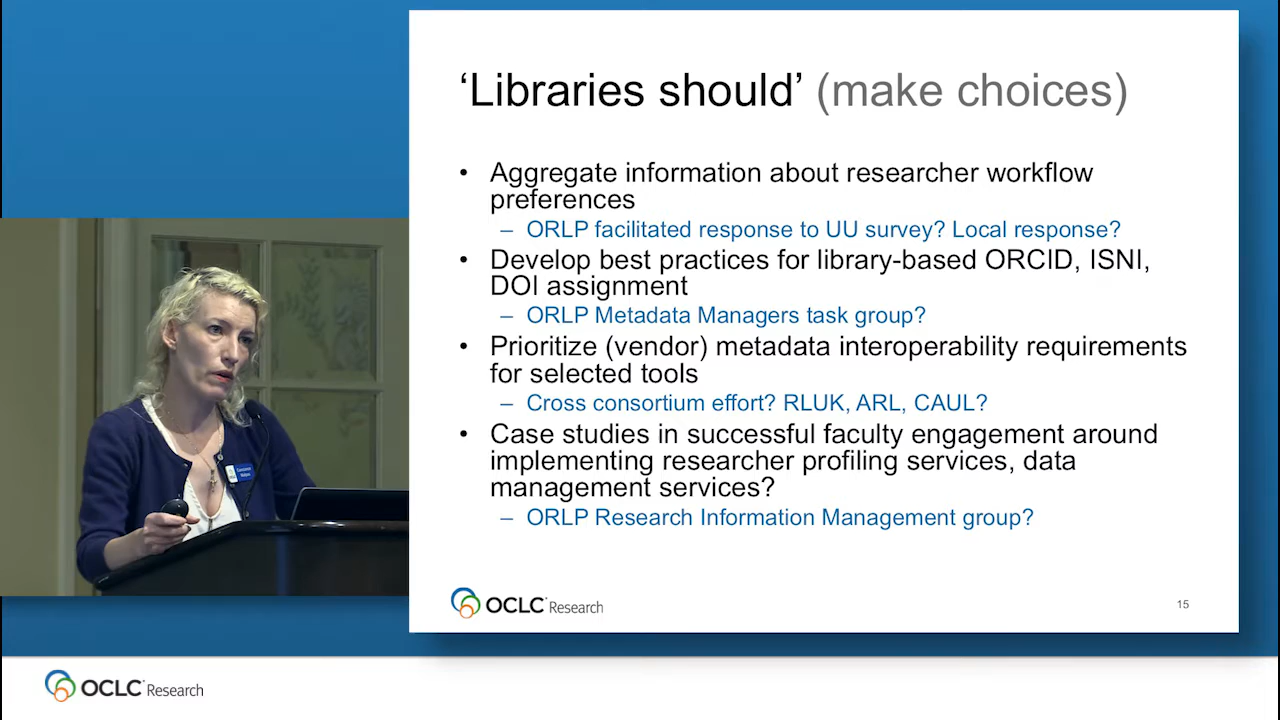 ‘Libraries should’ (make choices)
• Aggregate information about researcher workflow
preferences
– ORLP facilitated response to UU survey? Local response?
• Develop best practices for library-based ORCID, ISNI,
DOI assignment
– ORLP Metadata Managers task group?
• Prioritize (vendor) metadata interoperability requirements
for selected tools
– Cross consortium effort? RLUK, ARL, CAUL?
• Case studies in successful faculty engagement around
implementing researcher profiling services, data
management services?
– ORLP Research Information Management group?
OCLC Research
15
OCLC Research